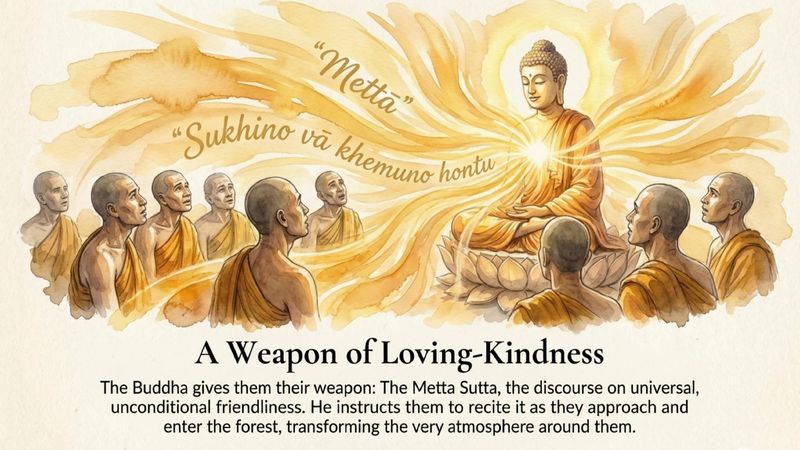 “Mettā”
“Sukhino vā khemuno hontu
A Weapon of Loving-Kindness
The Buddha gives them their weapon: The Metta Sutta, the discourse on universal,
unconditional friendliness. He instructs them to recite it as they approach and
enter the forest, transforming the very atmosphere around them.